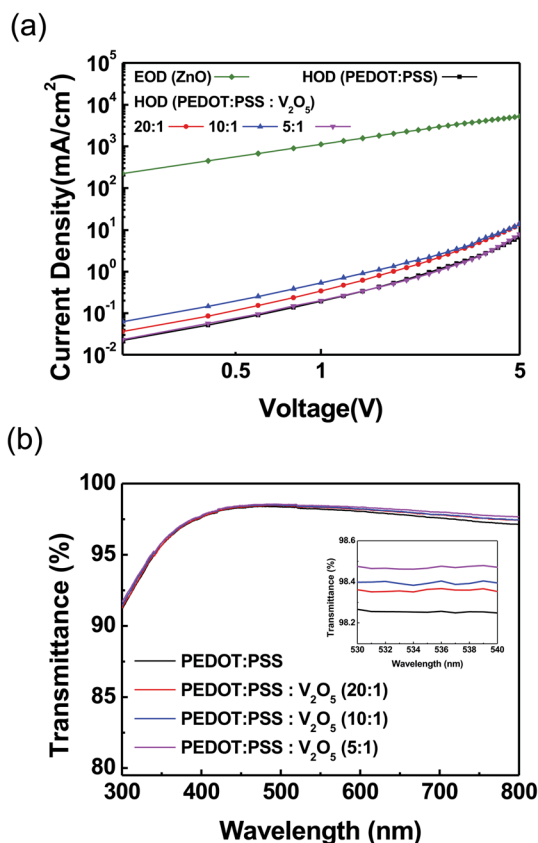 (a)
10^5
EOD (ZnO) HOD (PEDOT:PSS)
10^4
HOD (PEDOT:PSS : V₂O₅)
20:1 10:1 5:1
10^3
10^2
10^1
10^0
10^-1
10^-2
Current Density(mA/cm²)
0.5 1 5
Voltage(V)
(b)
100
95
90
85
80
Transmittance (%)
98.6
98.4
98.2
Transmittance (%)
530 532 534 536 538 540
Wavelength (nm)
PEDOT:PSS
PEDOT:PSS : V₂O₅ (20:1)
PEDOT:PSS : V₂O₅ (10:1)
PEDOT:PSS : V₂O₅ (5:1)
300 400 500 600 700 800
Wavelength (nm)